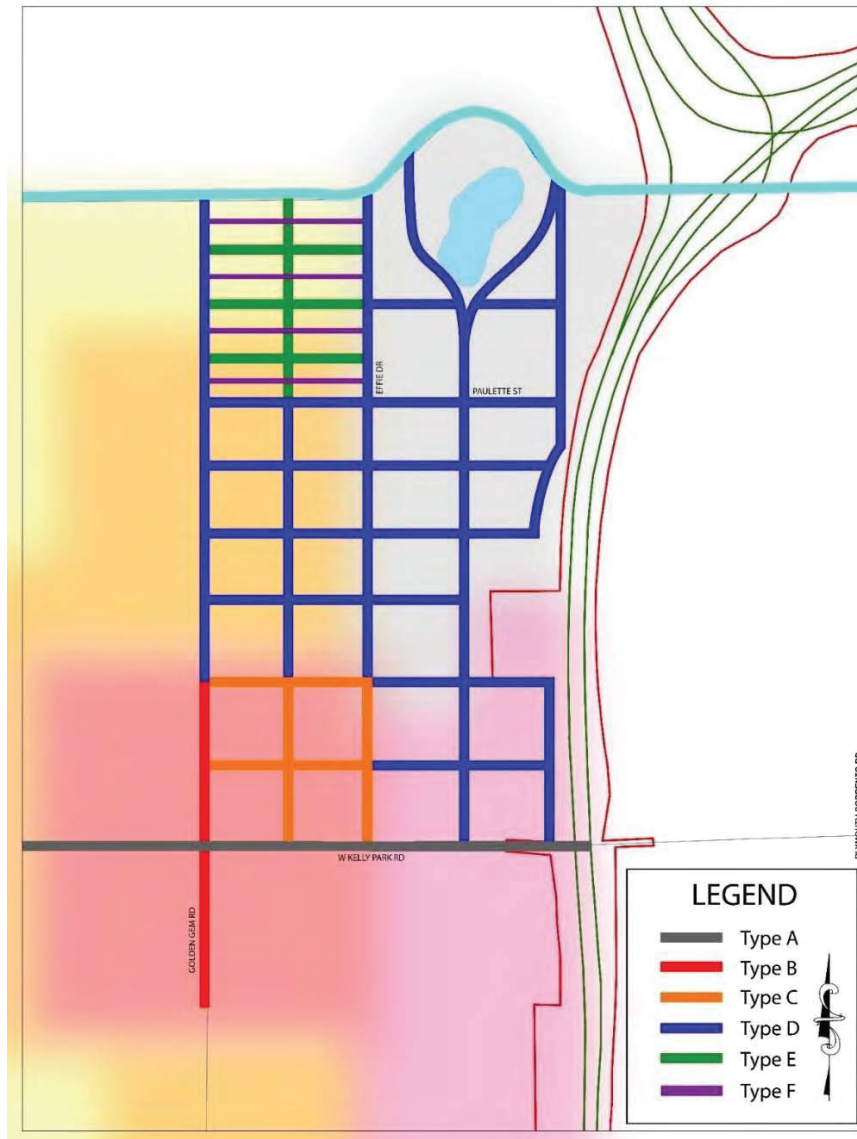 EFFIE DR
PAULETTE ST
W KELLY PARK RD
GOLDEN GEM RD
LEGEND
Type A
Type B
Type C
Type D
Type E
Type F